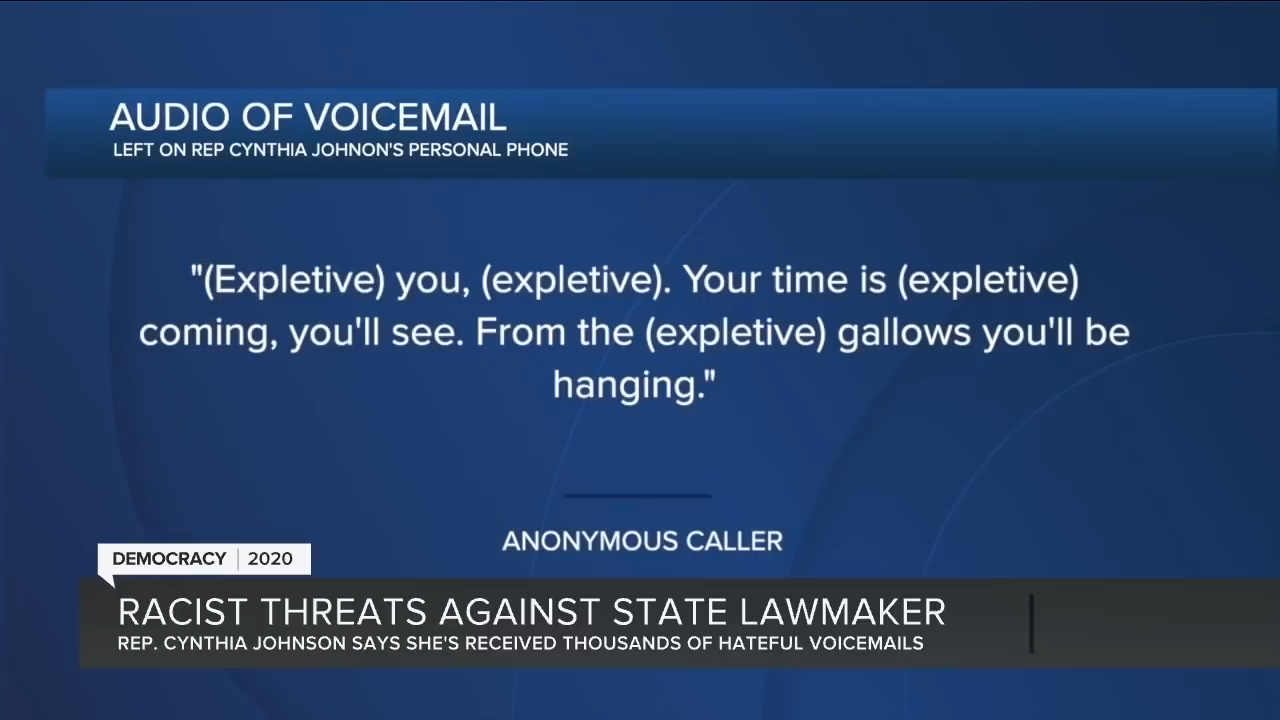 AUDIO OF VOICEMAIL
LEFT ON REP CYNTHIA JOHNON'S PERSONAL PHONE
"(Expletive) you, (expletive). Your time is (expletive)
coming, you'll see. From the (expletive) gallows you'll be
hanging."
ANONYMOUS CALLER
DEMOCRACY | 2020
RACIST THREATS AGAINST STATE LAWMAKER
REP. CYNTHIA JOHNSON SAYS SHE'S RECEIVED THOUSANDS OF HATEFUL VOICEMAILS